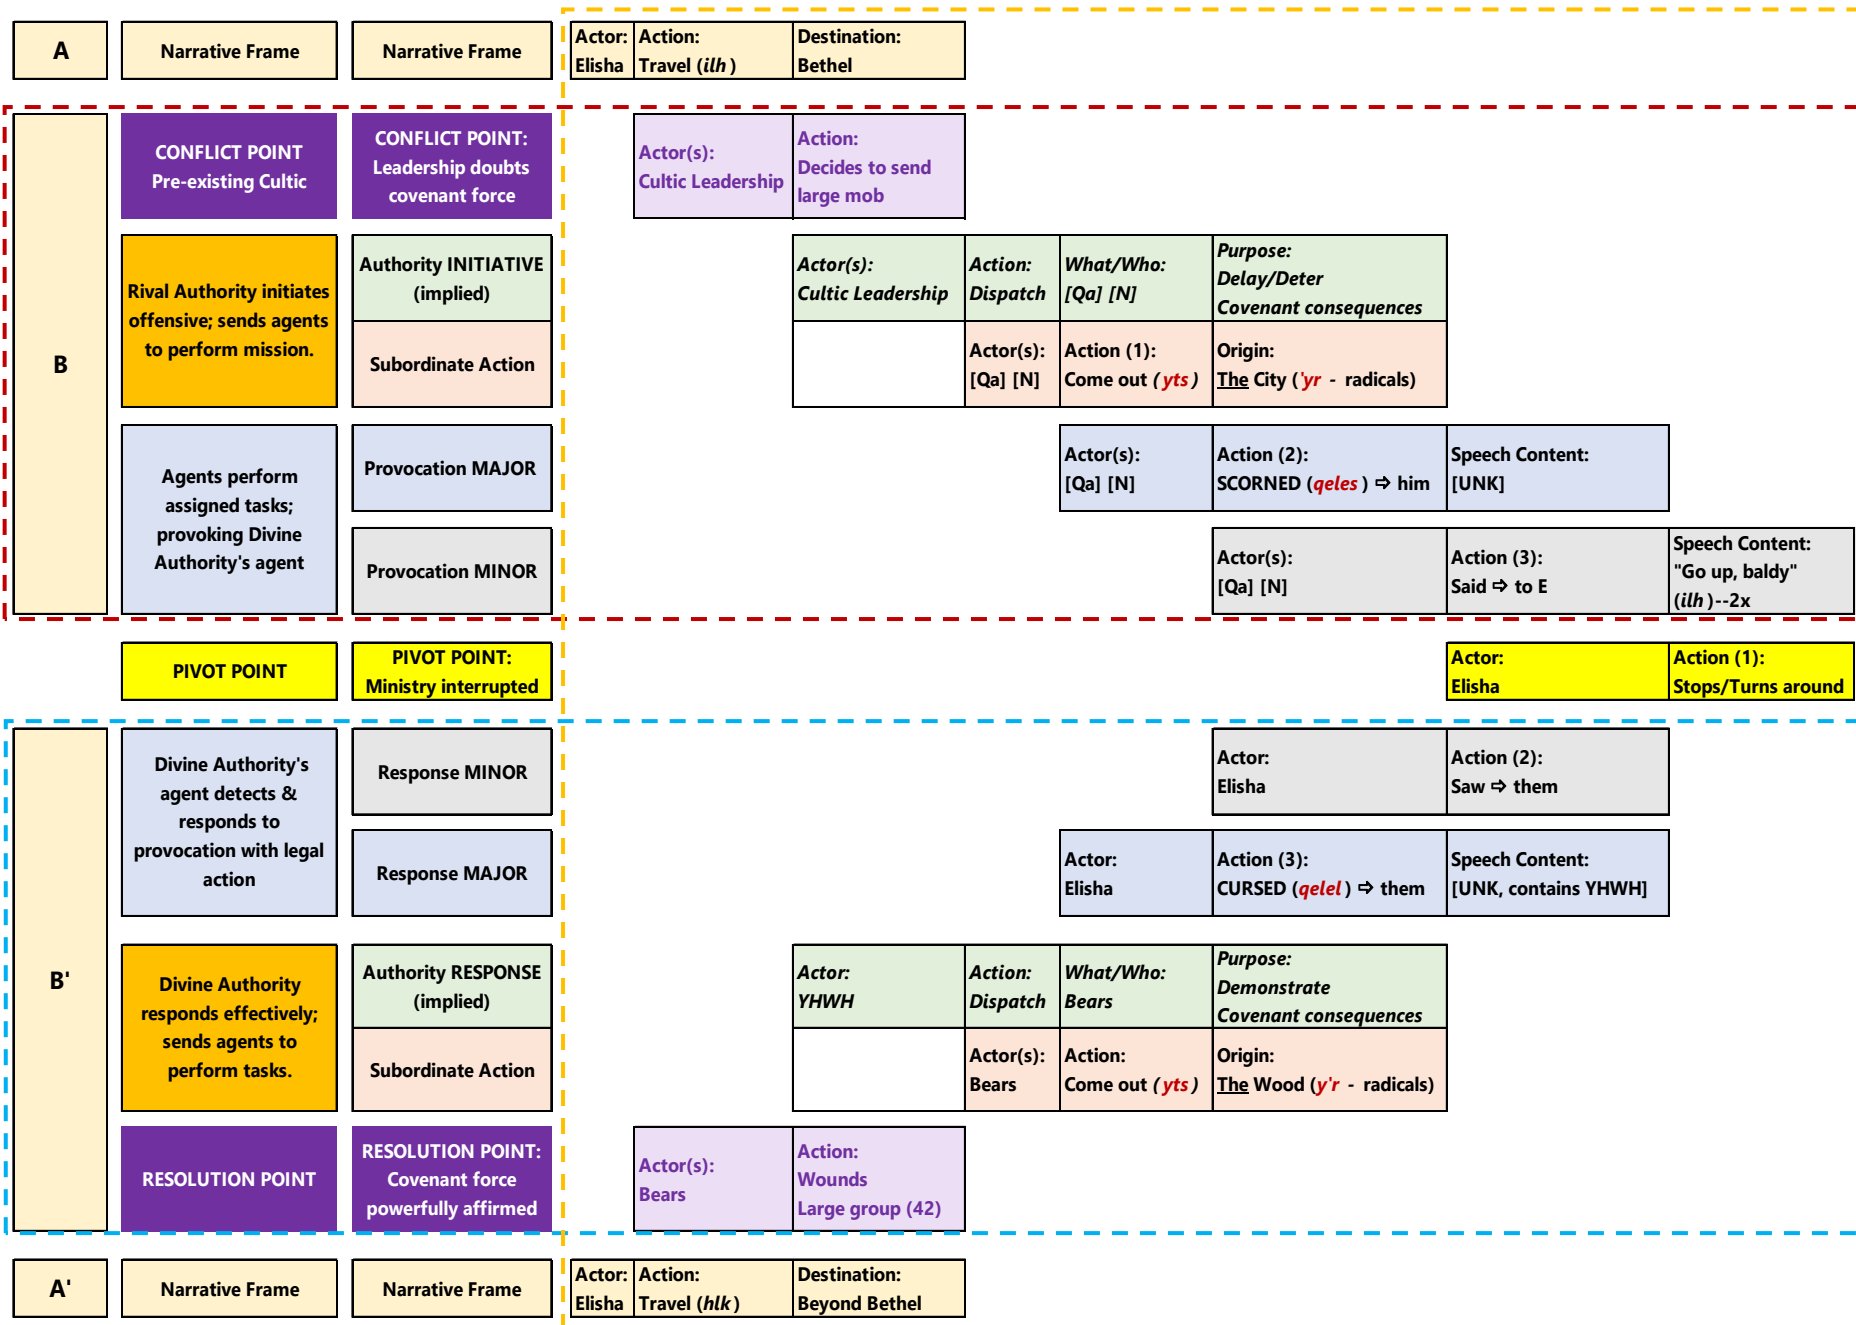 A
Narrative Frame
Narrative Frame
Actor:
Elisha
Action:
Travel (ilh)
Destination:
Bethel
B
CONFLICT POINT
Pre-existing Cultic
CONFLICT POINT:
Leadership doubts
covenant force
Actor(s):
Cultic Leadership
Action:
Decides to send
large mob
Rival Authority initiates
offensive; sends agents
to perform mission.
Authority INITIATIVE
(implied)
Actor(s):
Cultic Leadership
Action:
Dispatch
What/Who:
[Qa] [N]
Purpose:
Delay/Deter
Covenant consequences
Subordinate Action
Actor(s):
[Qa] [N]
Action (1):
Come out (yts)
Origin:
The City ('yr - radicals)
Agents perform
assigned tasks;
provoking Divine
Authority's agent
Provocation MAJOR
Actor(s):
[Qa] [N]
Action (2):
SCORNED (qeles) ⇨ him
Speech Content:
[UNK]
Provocation MINOR
Actor(s):
[Qa] [N]
Action (3):
Said ⇨ to E
Speech Content:
"Go up, baldy"
(ilh)--2x
PIVOT POINT
PIVOT POINT:
Ministry interrupted
Actor:
Elisha
Action (1):
Stops/Turns around
B'
Divine Authority's
agent detects &
responds to
provocation with legal
action
Response MINOR
Actor:
Elisha
Action (2):
Saw ⇨ them
Response MAJOR
Actor:
Elisha
Action (3):
CURSED (qelel) ⇨ them
Speech Content:
[UNK, contains YHWH]
Divine Authority
responds effectively;
sends agents to
perform tasks.
Authority RESPONSE
(implied)
Actor:
YHWH
Action:
Dispatch
What/Who:
Bears
Purpose:
Demonstrate
Covenant consequences
Subordinate Action
Actor(s):
Bears
Action:
Come out (yts)
Origin:
The Wood (y'r - radicals)
RESOLUTION POINT
RESOLUTION POINT:
Covenant force
powerfully affirmed
Actor(s):
Bears
Action:
Wounds
Large group (42)
A'
Narrative Frame
Narrative Frame
Actor:
Elisha
Action:
Travel (hlk)
Destination:
Beyond Bethel